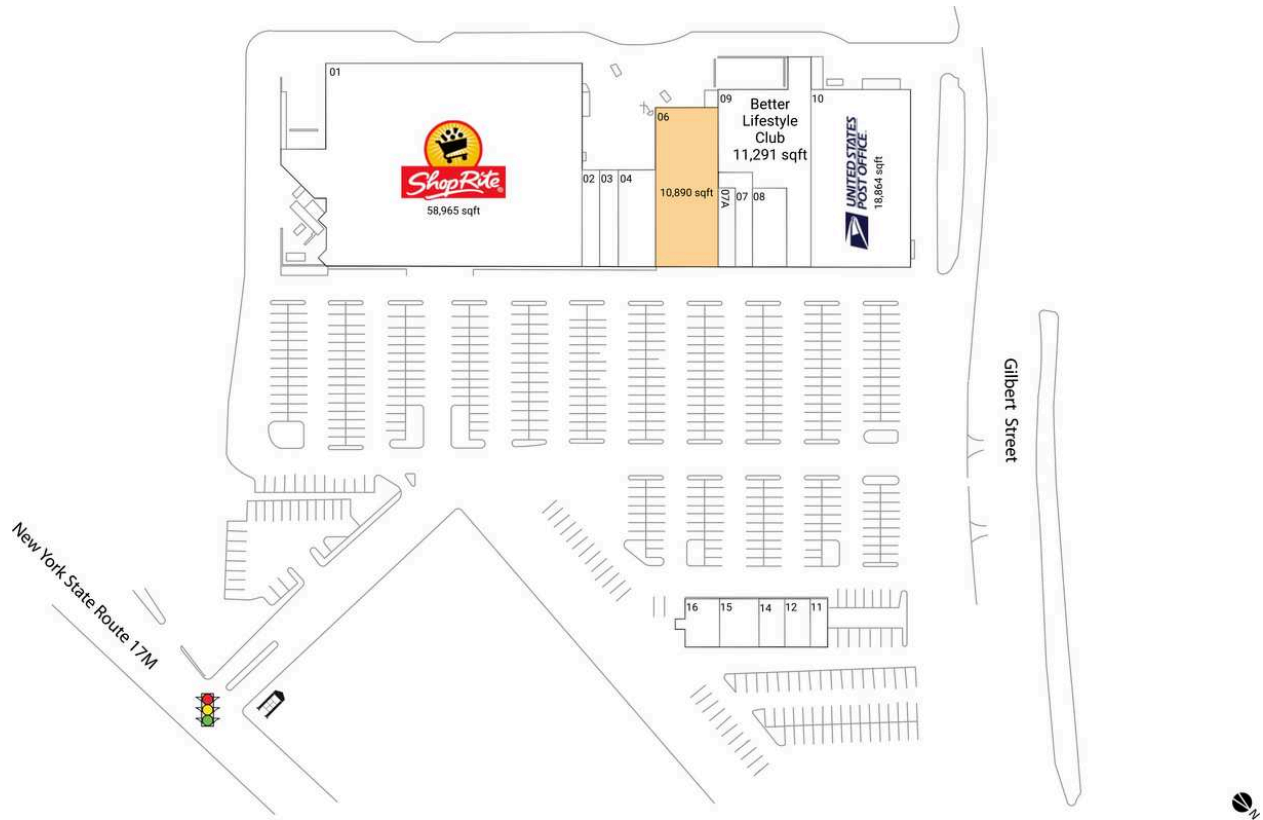 01
ShopRite
58,965 sqft
02
03
04
06
10,890 sqft
07A
07
08
09
Better
Lifestyle
Club
11,291 sqft
10
UNITED STATES
POST OFFICE
18,864 sqft
Gilbert Street
New York State Route 17M
16
15
14
12
11
N